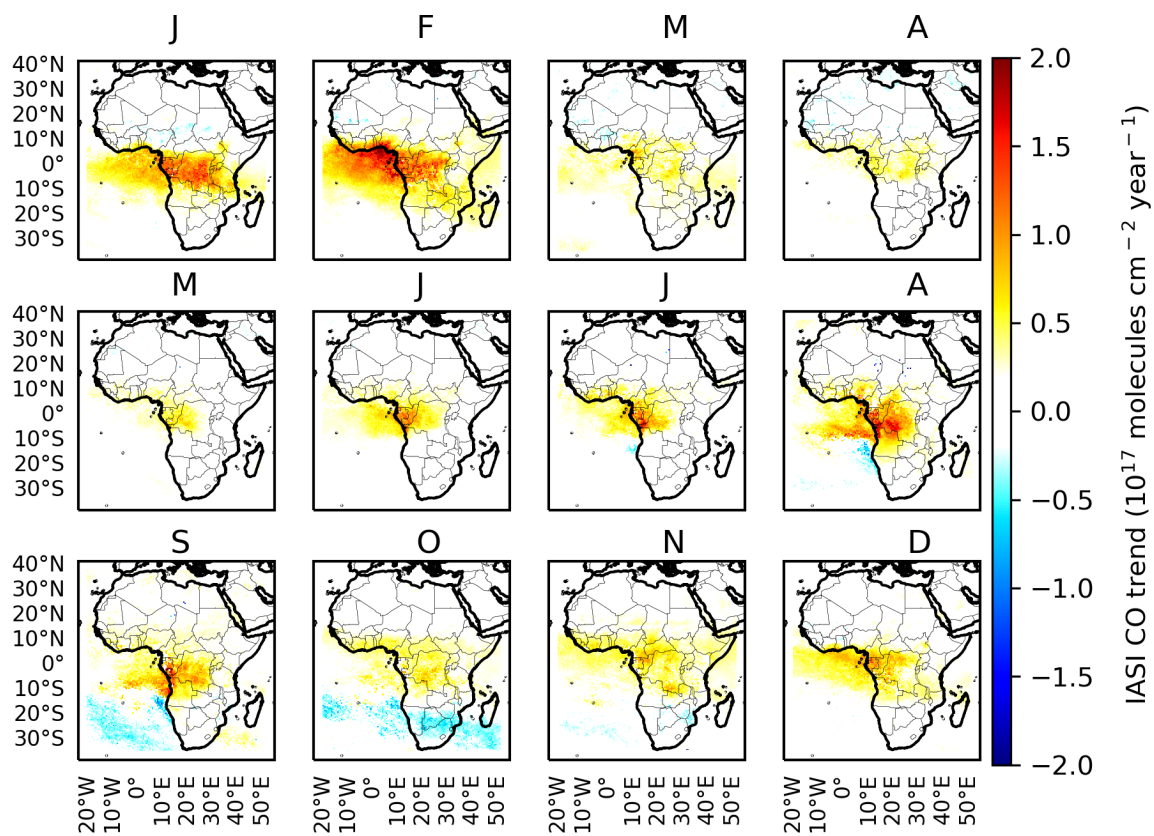 J F M A
40°N
30°N
20°N
10°N
0°
10°S
20°S
30°S
M J J A
40°N
30°N
20°N
10°N
0°
10°S
20°S
30°S
S O N D
40°N
30°N
20°N
10°N
0°
10°S
20°S
30°S
20°W 10°W 0° 10°E 20°E 30°E 40°E 50°E
20°W 10°W 0° 10°E 20°E 30°E 40°E 50°E
20°W 10°W 0° 10°E 20°E 30°E 40°E 50°E
20°W 10°W 0° 10°E 20°E 30°E 40°E 50°E
2.0
1.5
1.0
0.5
0.0
−0.5
−1.0
−1.5
−2.0
IASI CO trend (10¹⁷ molecules cm⁻² year⁻¹)